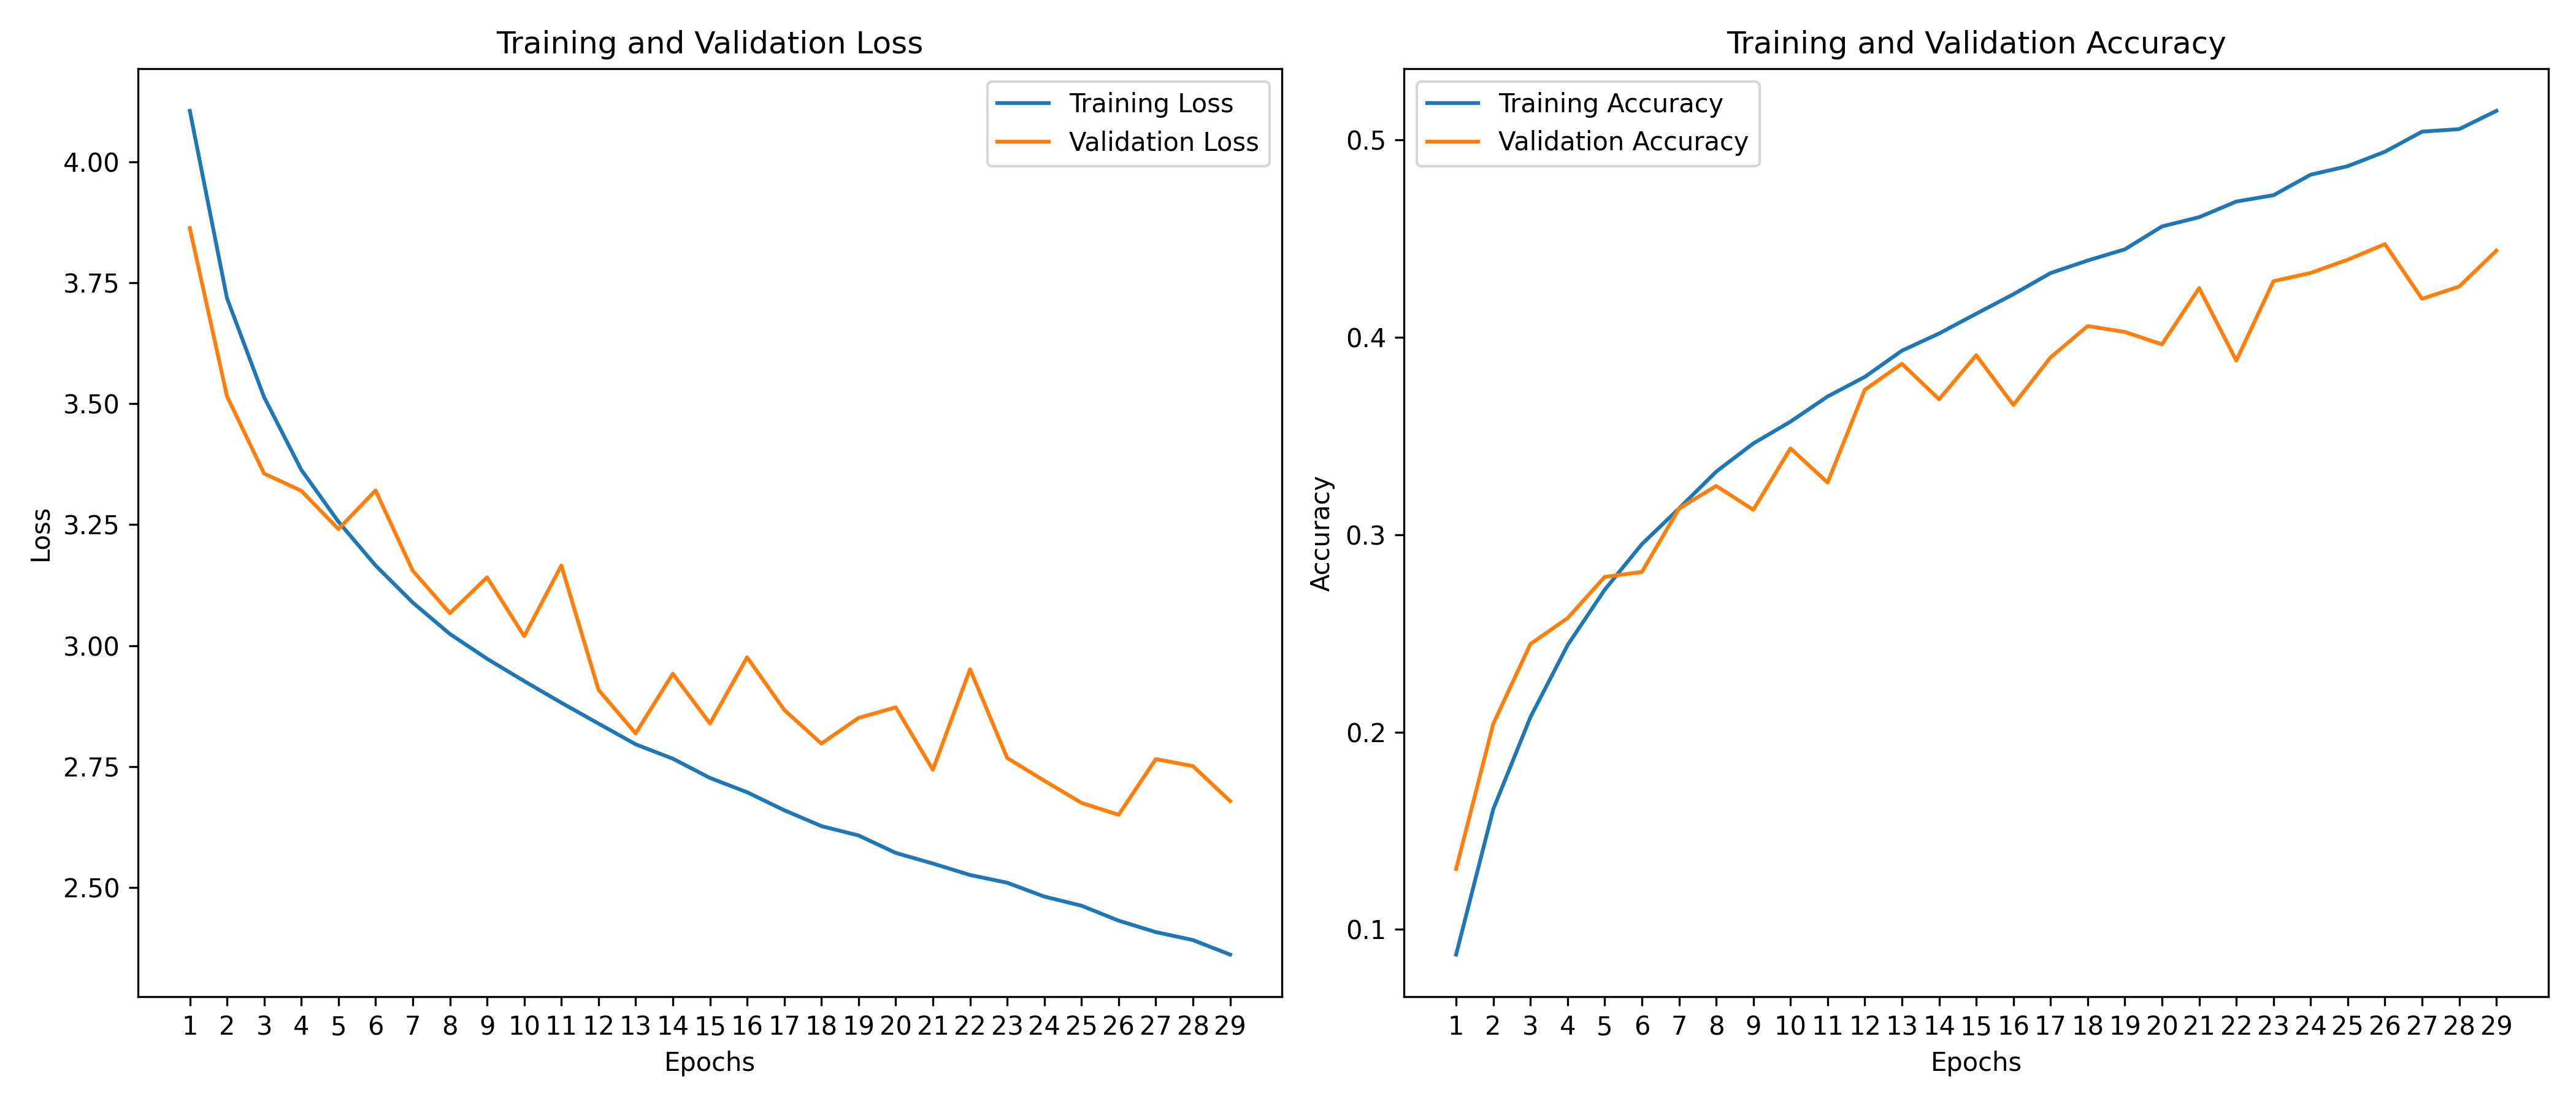 Training and Validation Loss
Training Loss
Validation Loss
4.00
3.75
3.50
3.25
3.00
2.75
2.50
Loss
1 2 3 4 5 6 7 8 9 10 11 12 13 14 15 16 17 18 19 20 21 22 23 24 25 26 27 28 29
Epochs
Training and Validation Accuracy
Training Accuracy
Validation Accuracy
0.5
0.4
0.3
0.2
0.1
Accuracy
1 2 3 4 5 6 7 8 9 10 11 12 13 14 15 16 17 18 19 20 21 22 23 24 25 26 27 28 29
Epochs